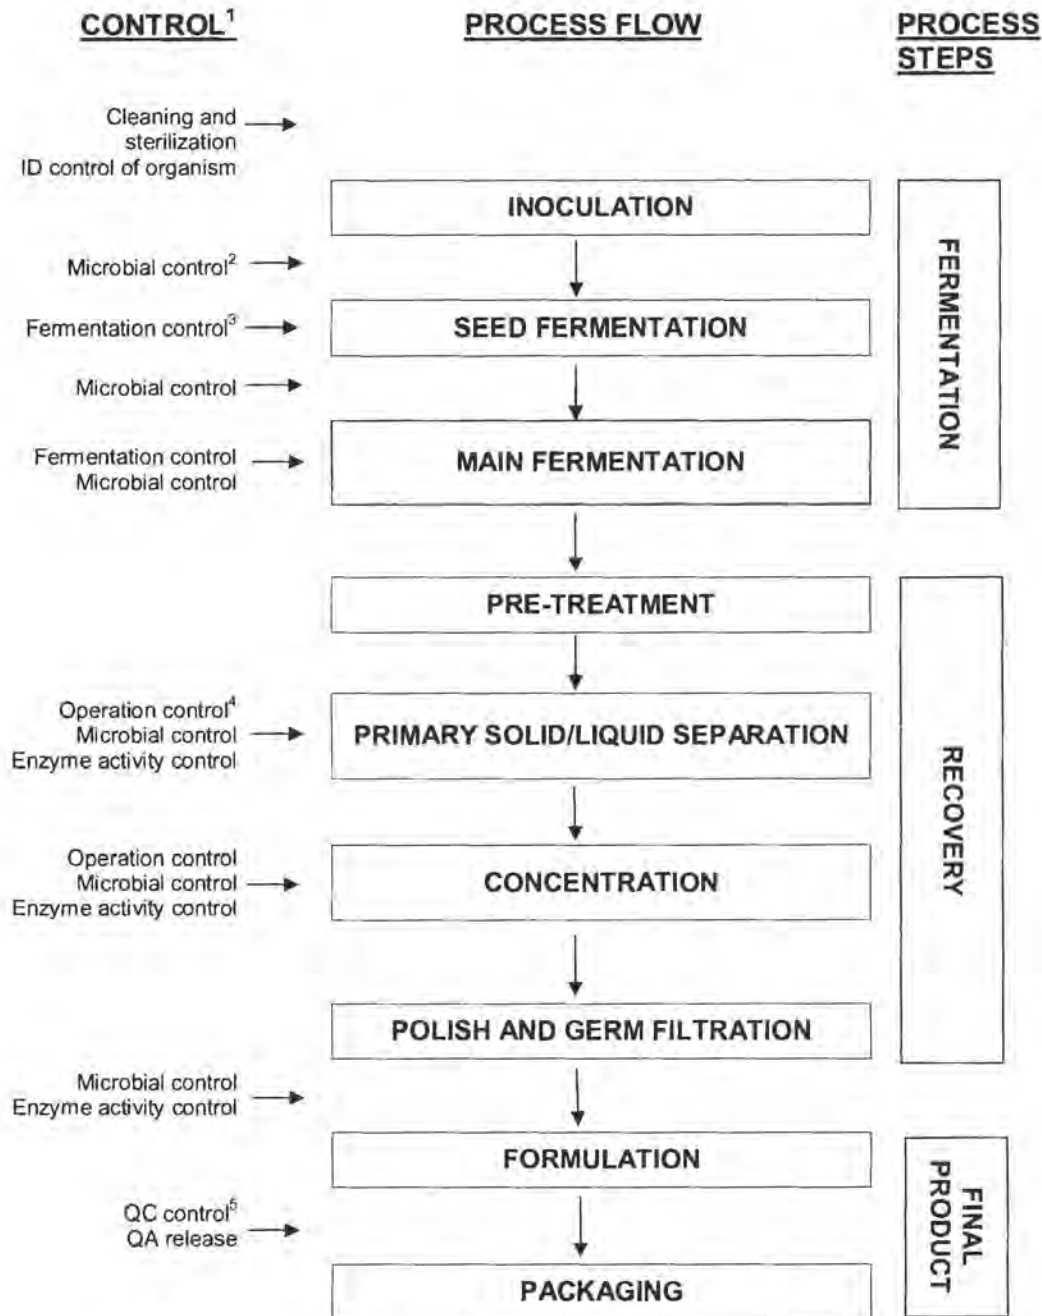 CONTROL¹
PROCESS FLOW
PROCESS
STEPS
Cleaning and
sterilization
ID control of organism
INOCULATION
Microbial control²
Fermentation control³
SEED FERMENTATION
Microbial control
Fermentation control
Microbial control
MAIN FERMENTATION
FERMENTATION
PRE-TREATMENT
Operation control⁴
Microbial control
Enzyme activity control
PRIMARY SOLID/LIQUID SEPARATION
Operation control
Microbial control
Enzyme activity control
CONCENTRATION
POLISH AND GERM FILTRATION
RECOVERY
Microbial control
Enzyme activity control
FORMULATION
QC control⁵
QA release
PACKAGING
FINAL
PRODUCT